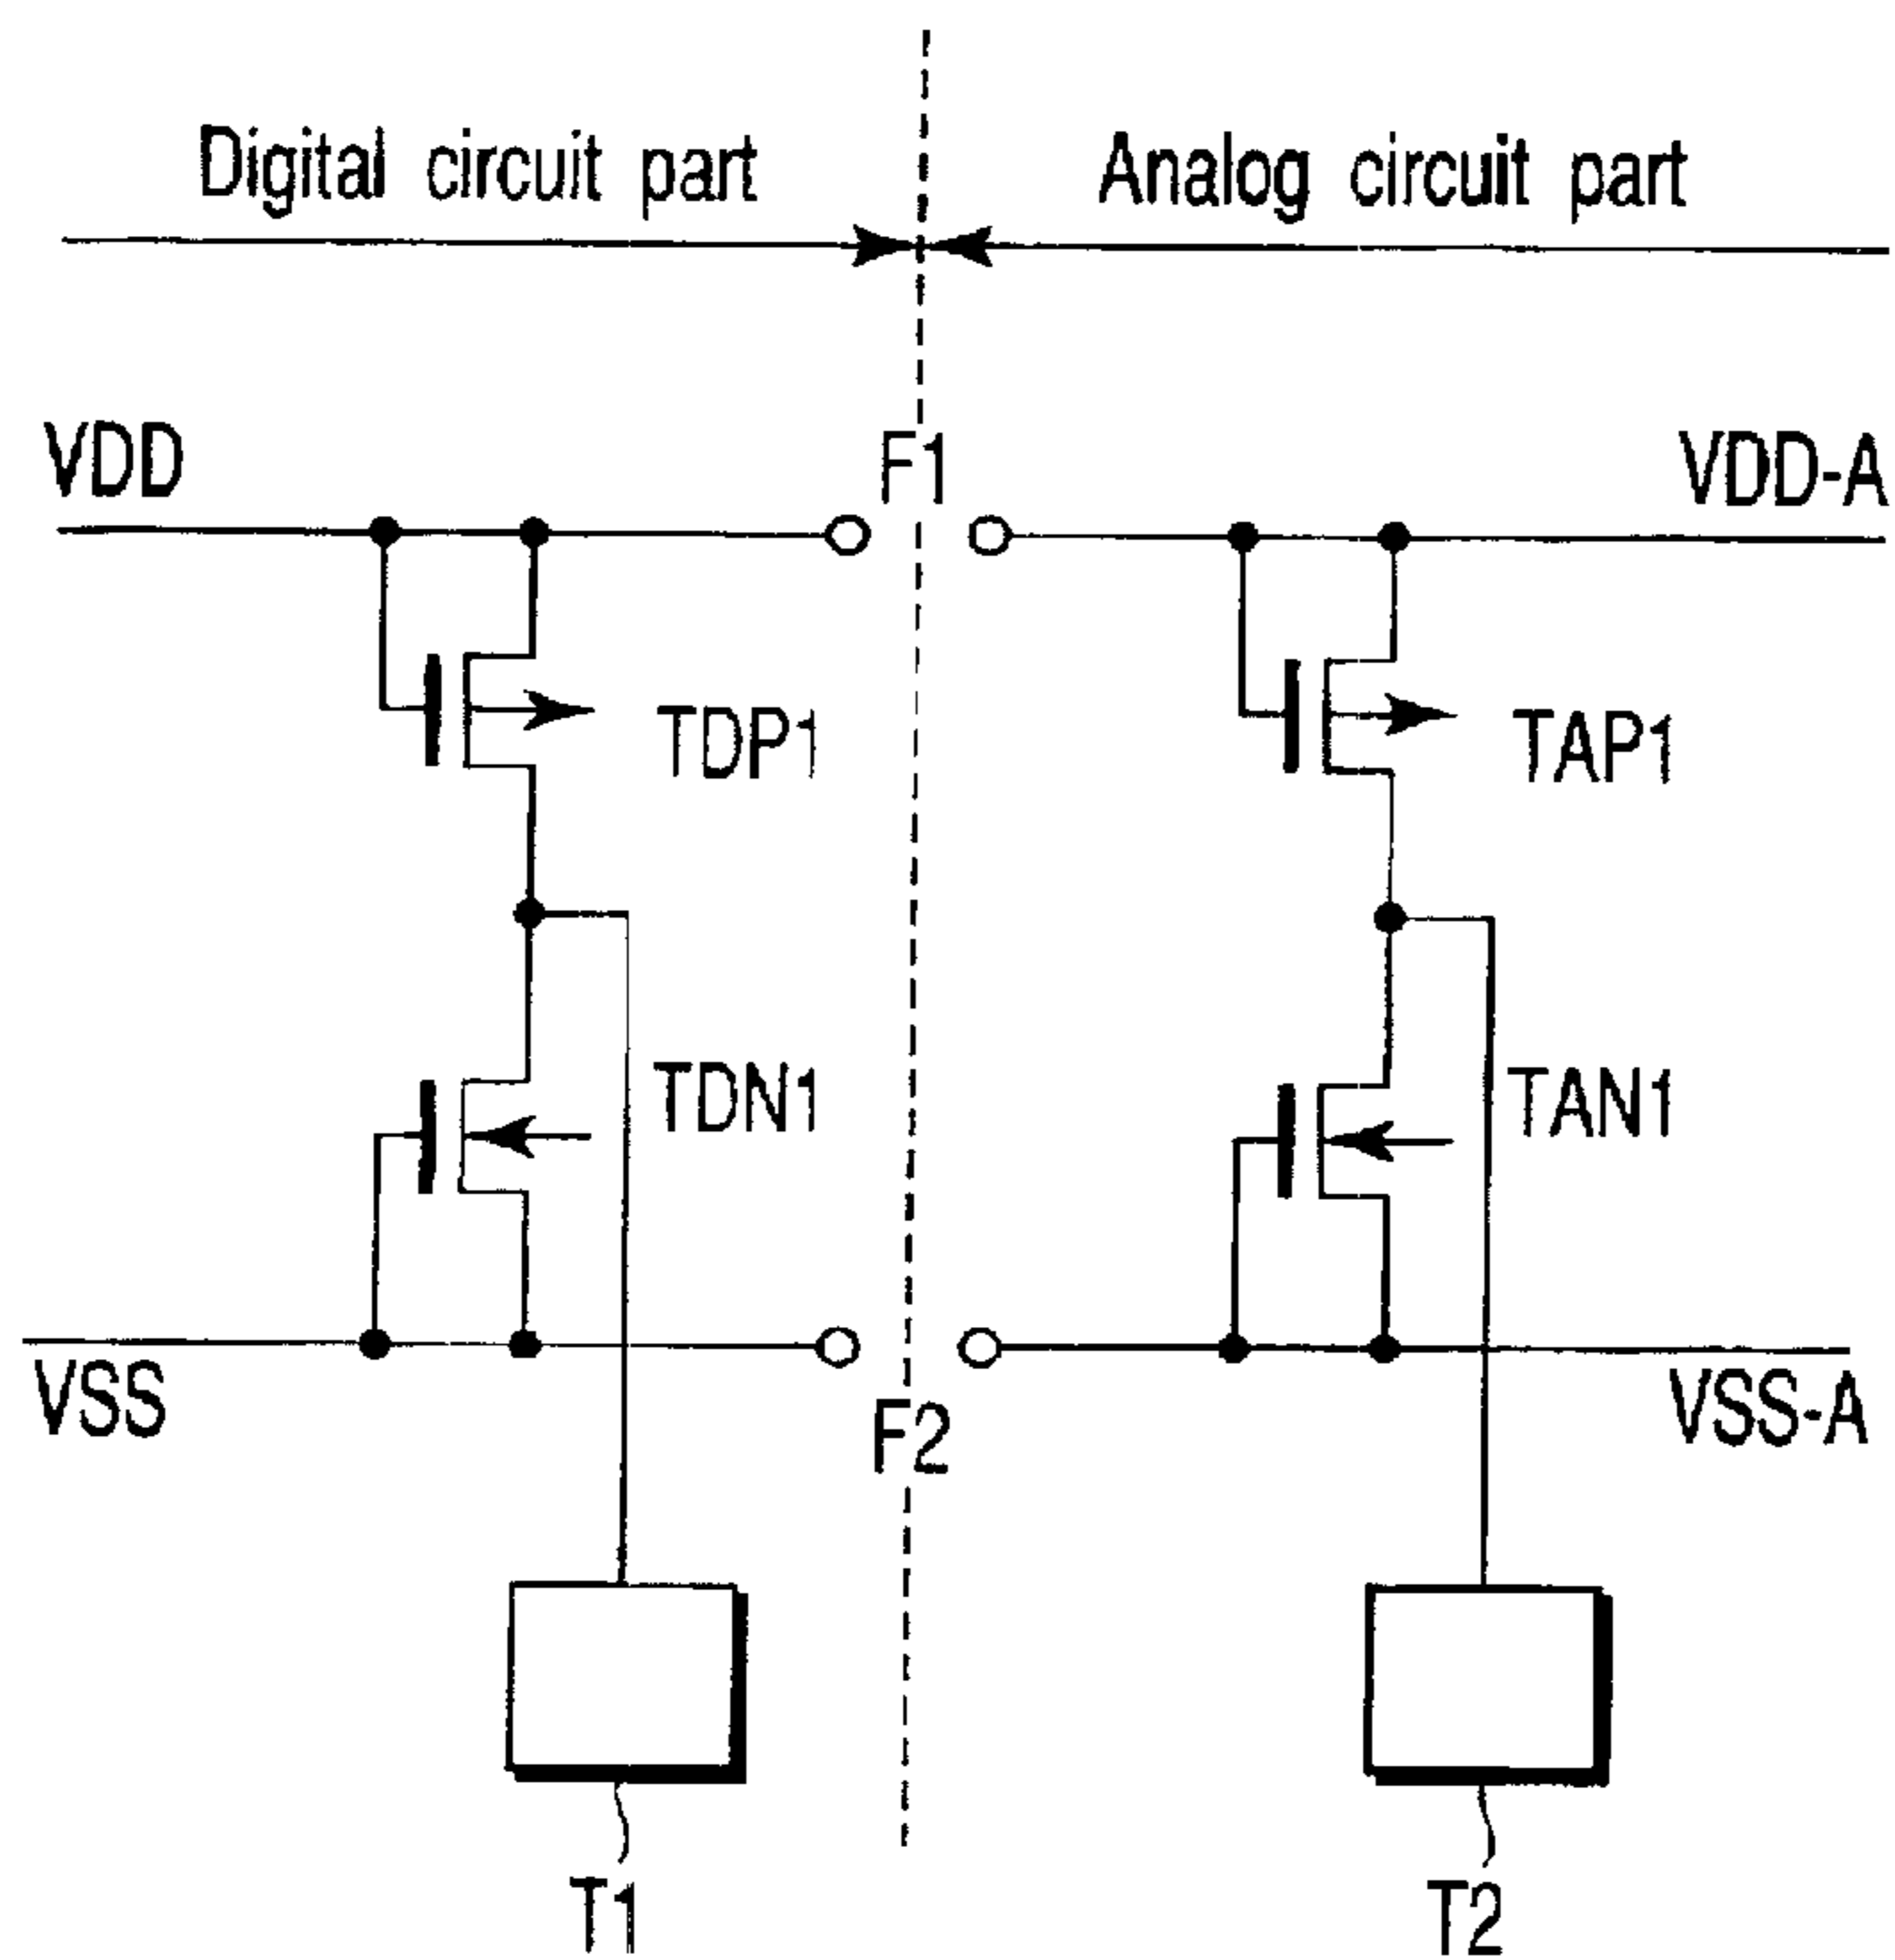 Digital circuit part
Analog circuit part
VDD
F1
VDD-A
TDP1
TAP1
TDN1
TAN1
VSS
F2
VSS-A
T1
T2